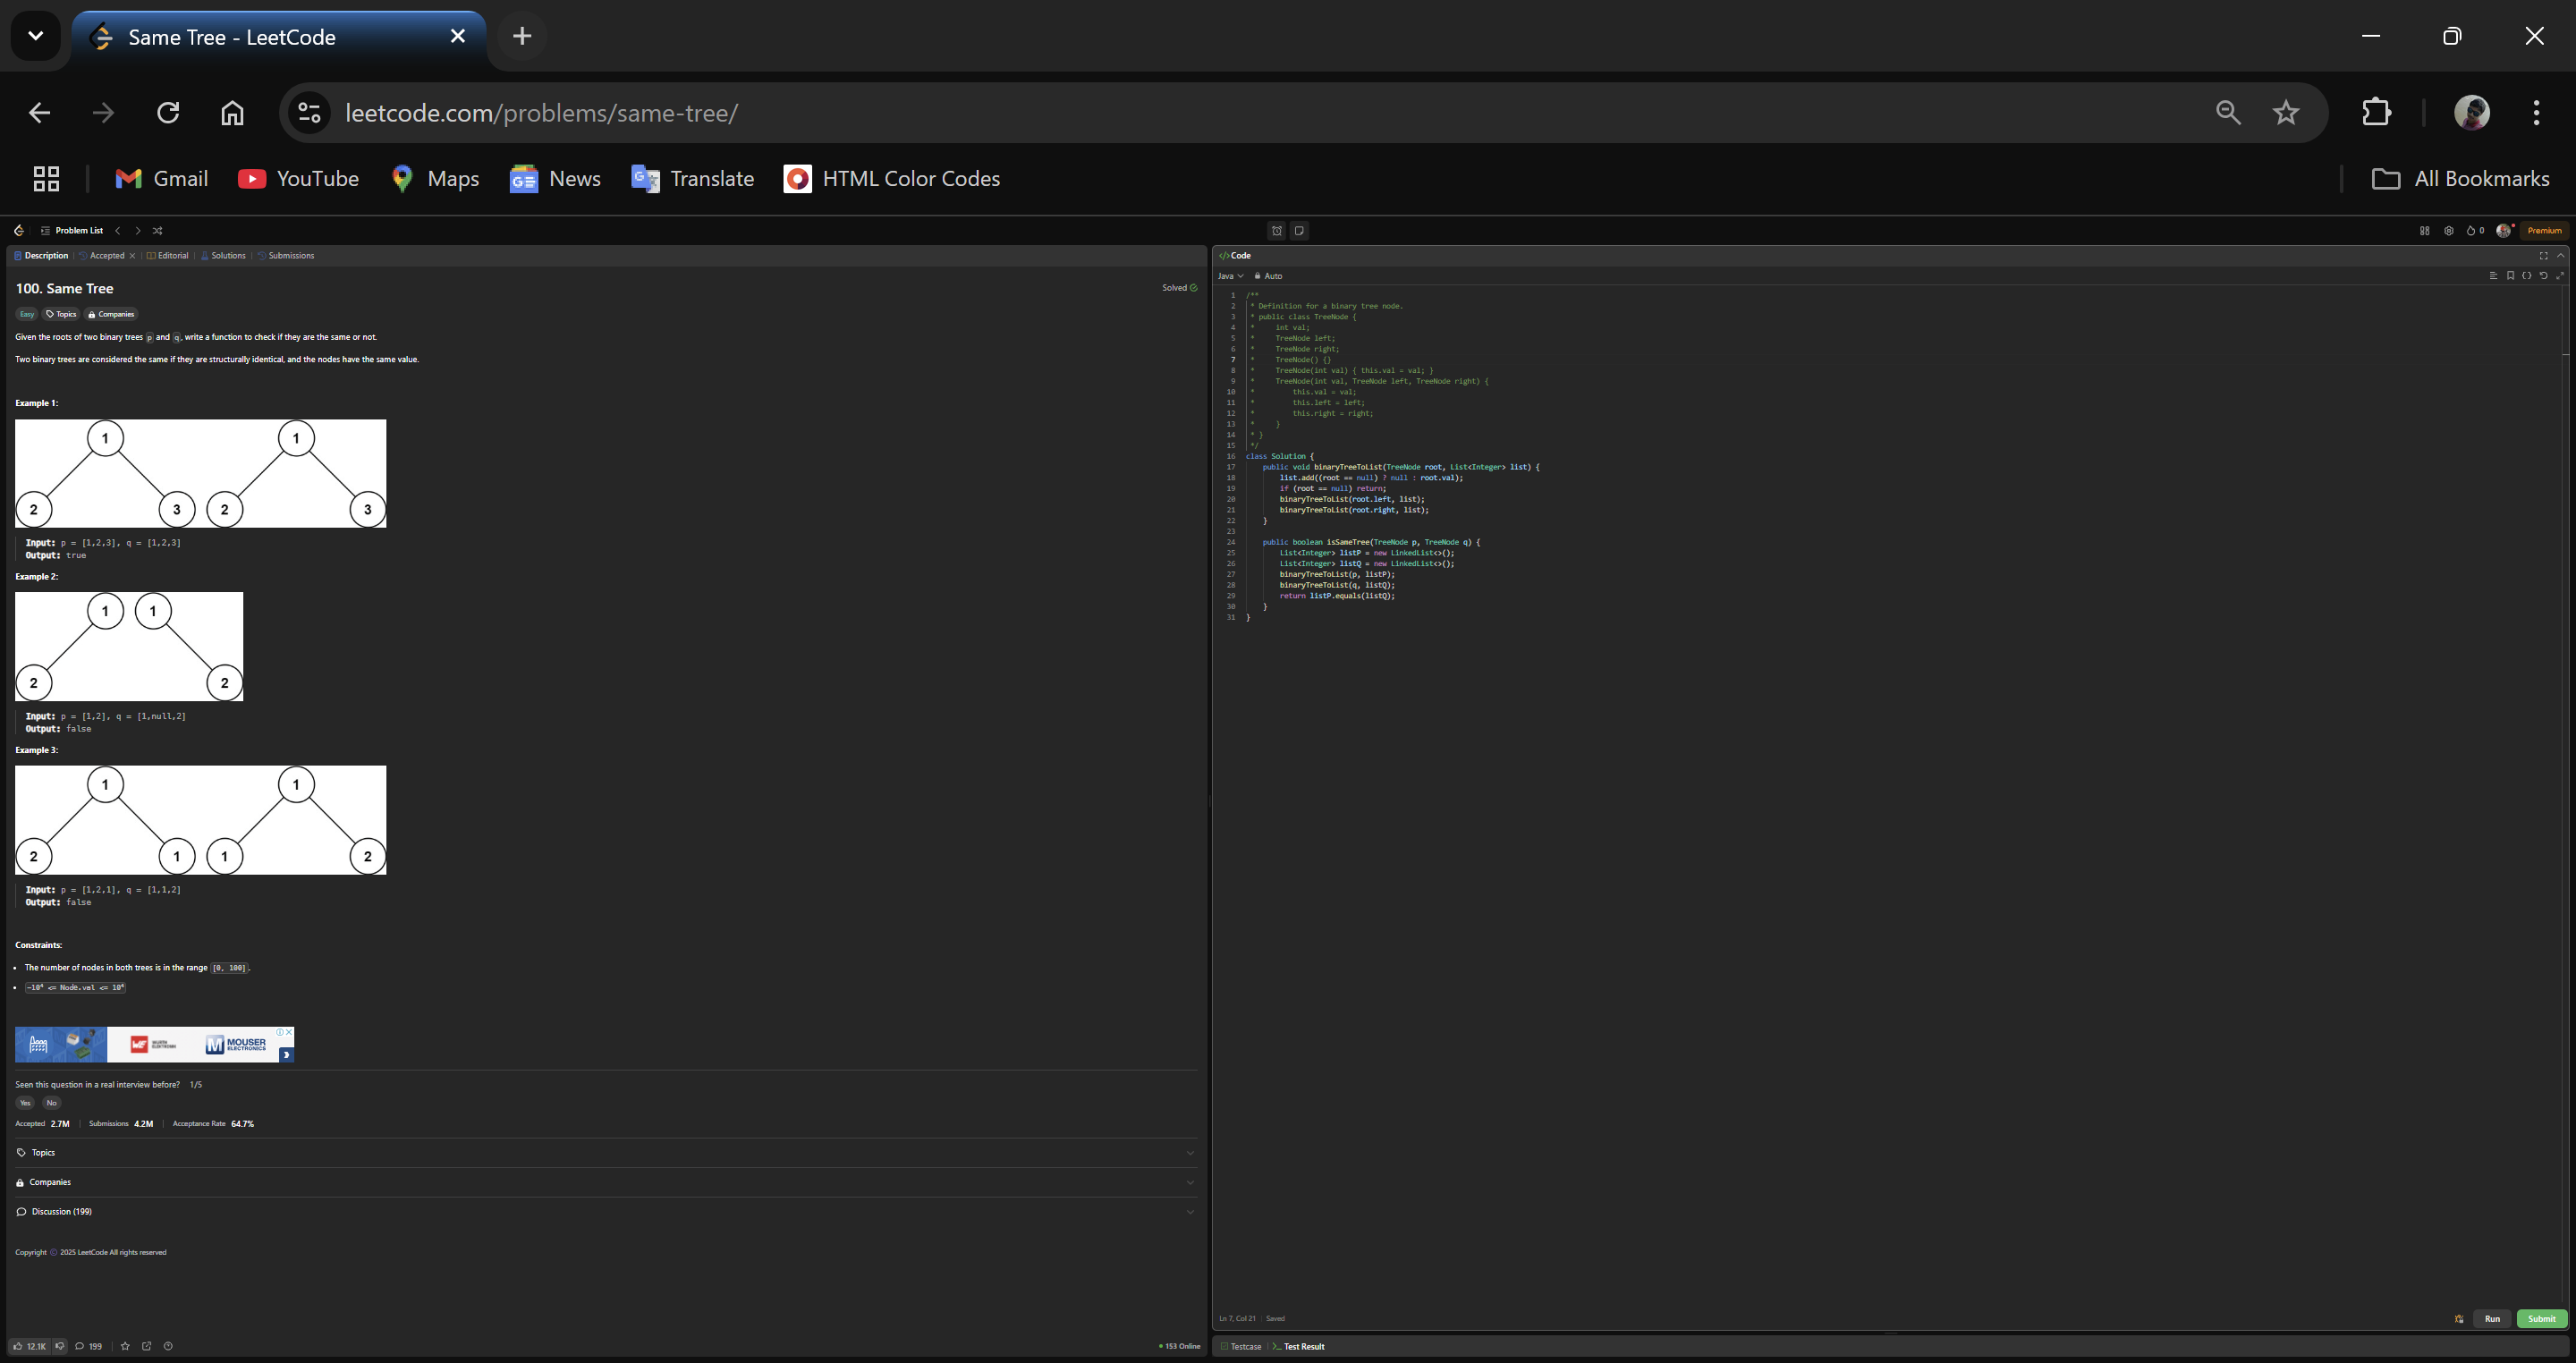 Same Tree - LeetCode
leetcode.com/problems/same-tree/
Gmail YouTube Maps News Translate HTML Color Codes All Bookmarks
Problem List 0 Premium
Description Accepted Editorial Solutions Submissions
100. Same Tree Solved
Easy Topics Companies
Given the roots of two binary trees p and q, write a function to check if they are the same or not.
Two binary trees are considered the same if they are structurally identical, and the nodes have the same value.
Example 1:
1 1
2 3 2 3
Input: p = [1,2,3], q = [1,2,3]
Output: true
Example 2:
1 1
2 2
Input: p = [1,2], q = [1,null,2]
Output: false
Example 3:
1 1
2 1 1 2
Input: p = [1,2,1], q = [1,1,2]
Output: false
Constraints:
• The number of nodes in both trees is in the range [0, 100].
• -10⁴ <= Node.val <= 10⁴
WE MOUSER
ELECTRONICS
Seen this question in a real interview before? 1/5
Yes No
Accepted 2.7M Submissions 4.2M Acceptance Rate 64.7%
Topics
Companies
Discussion (199)
Copyright © 2025 LeetCode All rights reserved
12.1K 199 153 Online
</>Code
Java Auto
1 /**
2 * Definition for a binary tree node.
3 * public class TreeNode {
4 * int val;
5 * TreeNode left;
6 * TreeNode right;
7 * TreeNode() {}
8 * TreeNode(int val) { this.val = val; }
9 * TreeNode(int val, TreeNode left, TreeNode right) {
10 * this.val = val;
11 * this.left = left;
12 * this.right = right;
13 * }
14 * }
15 */
16 class Solution {
17 public void binaryTreeToList(TreeNode root, List<Integer> list) {
18 list.add((root == null) ? null : root.val);
19 if (root == null) return;
20 binaryTreeToList(root.left, list);
21 binaryTreeToList(root.right, list);
22 }
23
24 public boolean isSameTree(TreeNode p, TreeNode q) {
25 List<Integer> listP = new LinkedList<>();
26 List<Integer> listQ = new LinkedList<>();
27 binaryTreeToList(p, listP);
28 binaryTreeToList(q, listQ);
29 return listP.equals(listQ);
30 }
31 }
Ln 7, Col 21 Saved Run Submit
Testcase >_ Test Result